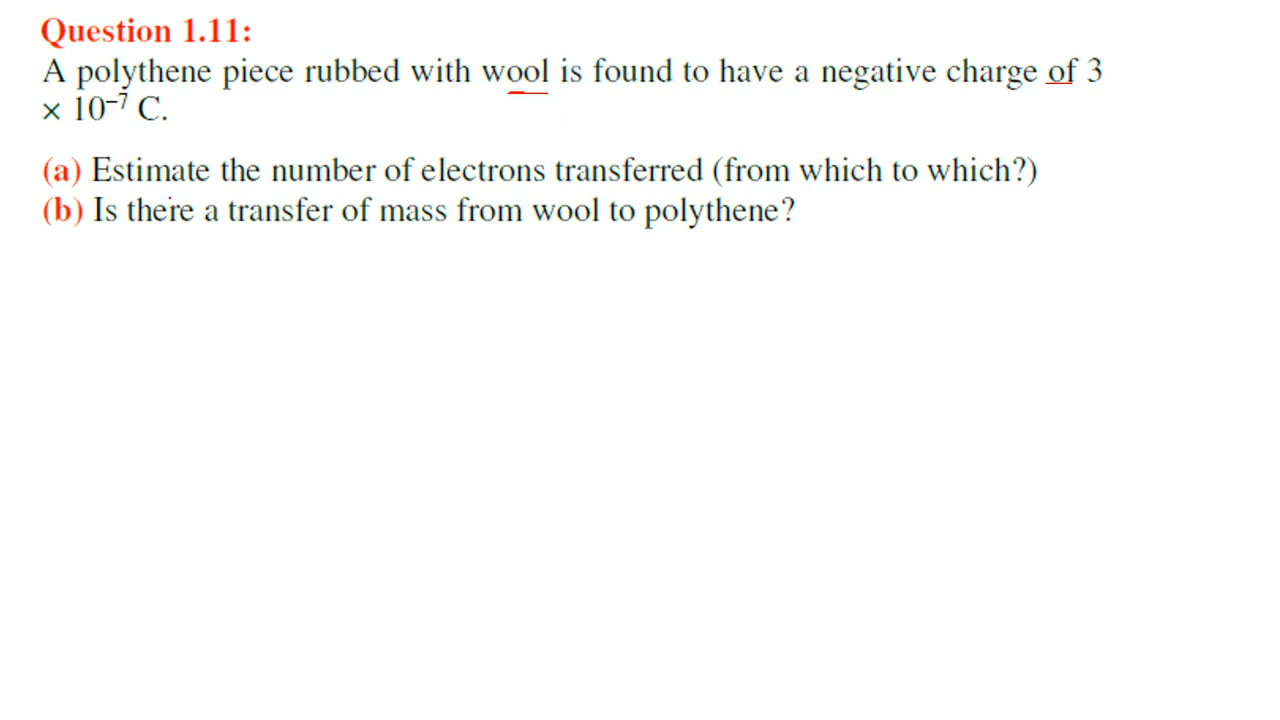 Question 1.11:
A polythene piece rubbed with wool is found to have a negative charge of 3
× 10⁻⁷ C.
(a) Estimate the number of electrons transferred (from which to which?)
(b) Is there a transfer of mass from wool to polythene?